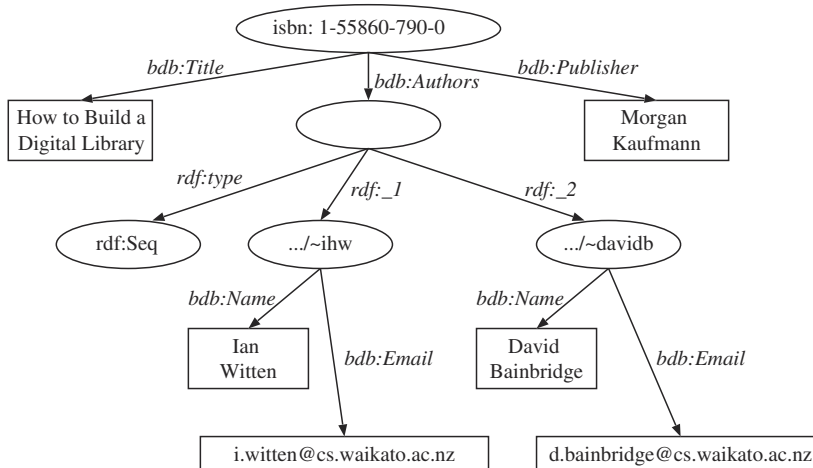 isbn: 1-55860-790-0
bdb:Title
bdb:Authors
bdb:Publisher
How to Build a
Digital Library
Morgan
Kaufmann
rdf:type
rdf:_1
rdf:_2
rdf:Seq
.../~ihw
.../~davidb
bdb:Name
bdb:Email
bdb:Name
bdb:Email
Ian
Witten
David
Bainbridge
i.witten@cs.waikato.ac.nz
d.bainbridge@cs.waikato.ac.nz